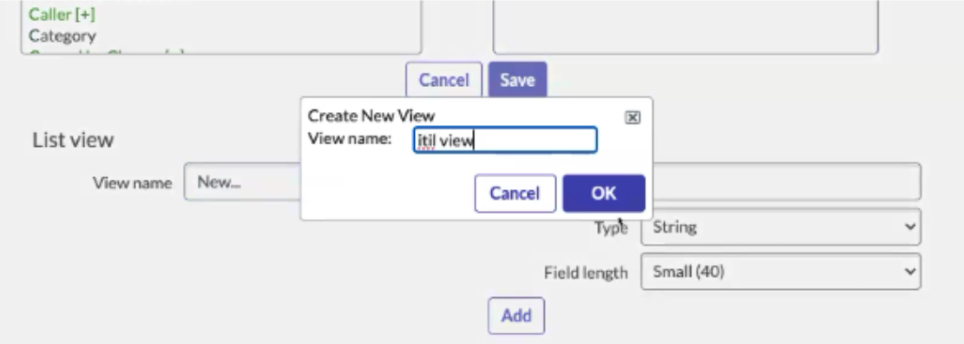 Caller [+]
Category
Cancel Save
Create New View
View name: itil view
Cancel OK
List view
View name New...
Type String
Field length Small (40)
Add